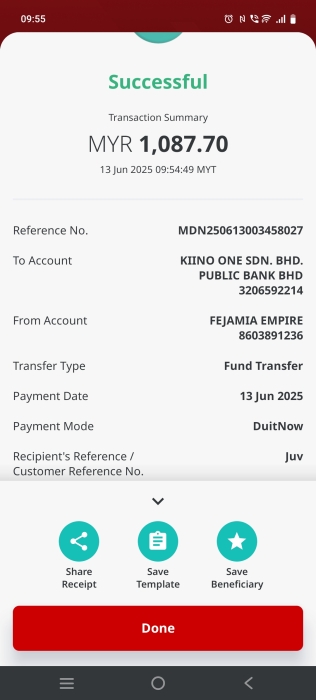 09:55
Successful
Transaction Summary
MYR 1,087.70
13 Jun 2025 09:54:49 MYT
Reference No. MDN250613003458027
To Account KIINO ONE SDN. BHD.
PUBLIC BANK BHD
3206592214
From Account FEJAMIA EMPIRE
8603891236
Transfer Type Fund Transfer
Payment Date 13 Jun 2025
Payment Mode DuitNow
Recipient's Reference / Juv
Customer Reference No.
Share Save Save
Receipt Template Beneficiary
Done